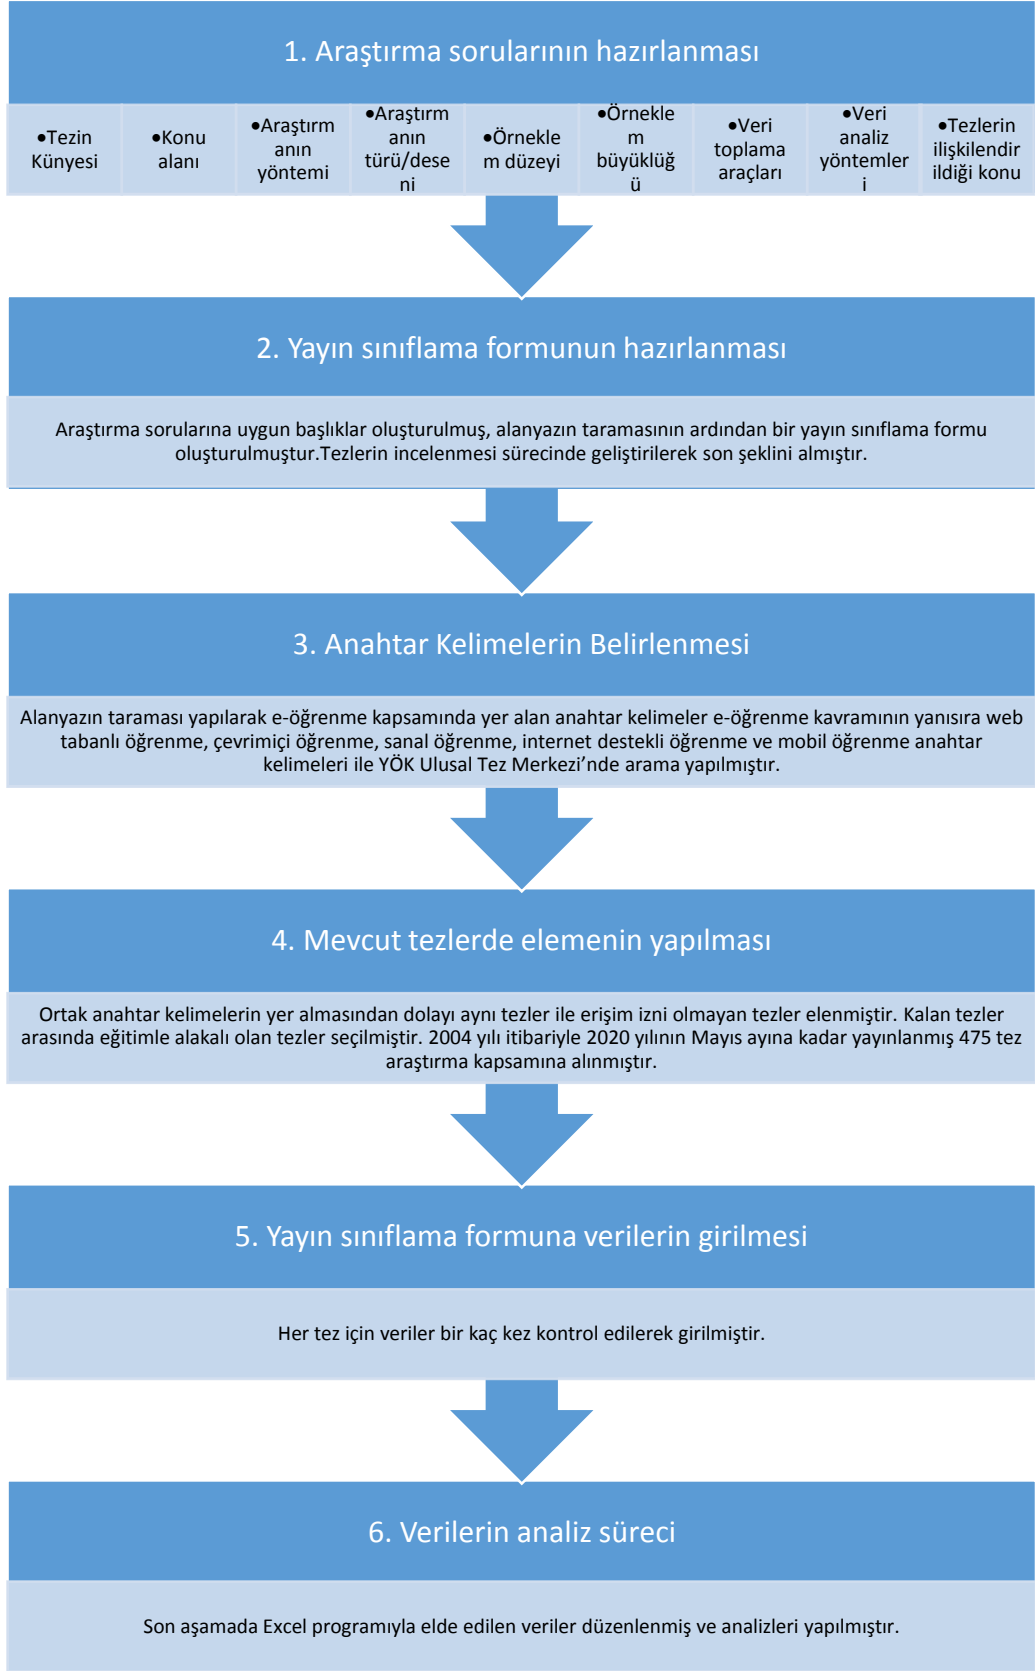 1. Araştırma sorularının hazırlanması
•Tezin
Künyesi
•Konu
alanı
•Araştırm
anın
yöntemi
•Araştırm
anın
türü/dese
ni
•Örnekle
m düzeyi
•Örnekle
m
büyüklüğ
ü
•Veri
toplama
araçları
•Veri
analiz
yöntemler
i
•Tezlerin
ilişkilendir
ildiği konu
2. Yayın sınıflama formunun hazırlanması
Araştırma sorularına uygun başlıklar oluşturulmuş, alanyazın taramasının ardından bir yayın sınıflama formu
oluşturulmuştur.Tezlerin incelenmesi sürecinde geliştirilerek son şeklini almıştır.
3. Anahtar Kelimelerin Belirlenmesi
Alanyazın taraması yapılarak e-öğrenme kapsamında yer alan anahtar kelimeler e-öğrenme kavramının yanısıra web
tabanlı öğrenme, çevrimiçi öğrenme, sanal öğrenme, internet destekli öğrenme ve mobil öğrenme anahtar
kelimeleri ile YÖK Ulusal Tez Merkezi’nde arama yapılmıştır.
4. Mevcut tezlerde elemenin yapılması
Ortak anahtar kelimelerin yer almasından dolayı aynı tezler ile erişim izni olmayan tezler elenmiştir. Kalan tezler
arasında eğitimle alakalı olan tezler seçilmiştir. 2004 yılı itibariyle 2020 yılının Mayıs ayına kadar yayınlanmış 475 tez
araştırma kapsamına alınmıştır.
5. Yayın sınıflama formuna verilerin girilmesi
Her tez için veriler bir kaç kez kontrol edilerek girilmiştir.
6. Verilerin analiz süreci
Son aşamada Excel programıyla elde edilen veriler düzenlenmiş ve analizleri yapılmıştır.